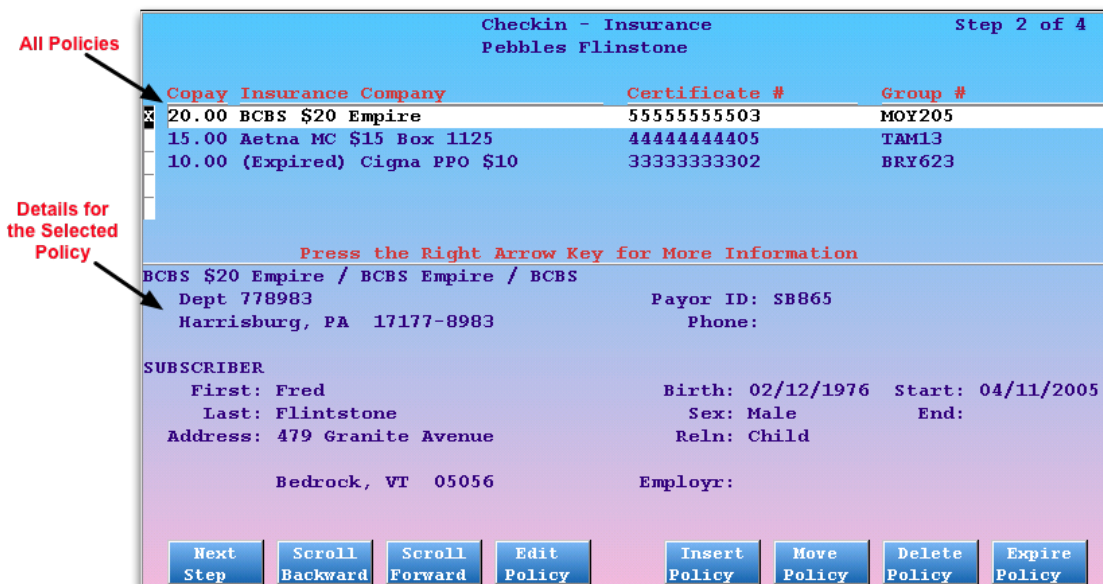 Checkin - Insurance Step 2 of 4
Pebbles Flinstone
All Policies
Copay Insurance Company Certificate # Group #
x 20.00 BCBS $20 Empire 55555555503 MOY205
15.00 Aetna MC $15 Box 1125 44444444405 TAM13
10.00 (Expired) Cigna PPO $10 33333333302 BRY623
Details for
the Selected
Policy
Press the Right Arrow Key for More Information
BCBS $20 Empire / BCBS Empire / BCBS
Dept 778983 Payor ID: SB865
Harrisburg, PA 17177-8983 Phone:
SUBSCRIBER
First: Fred Birth: 02/12/1976 Start: 04/11/2005
Last: Flintstone Sex: Male End:
Address: 479 Granite Avenue Reln: Child
Bedrock, VT 05056 Employr:
Next Scroll Scroll Edit Insert Move Delete Expire
Step Backward Forward Policy Policy Policy Policy Policy